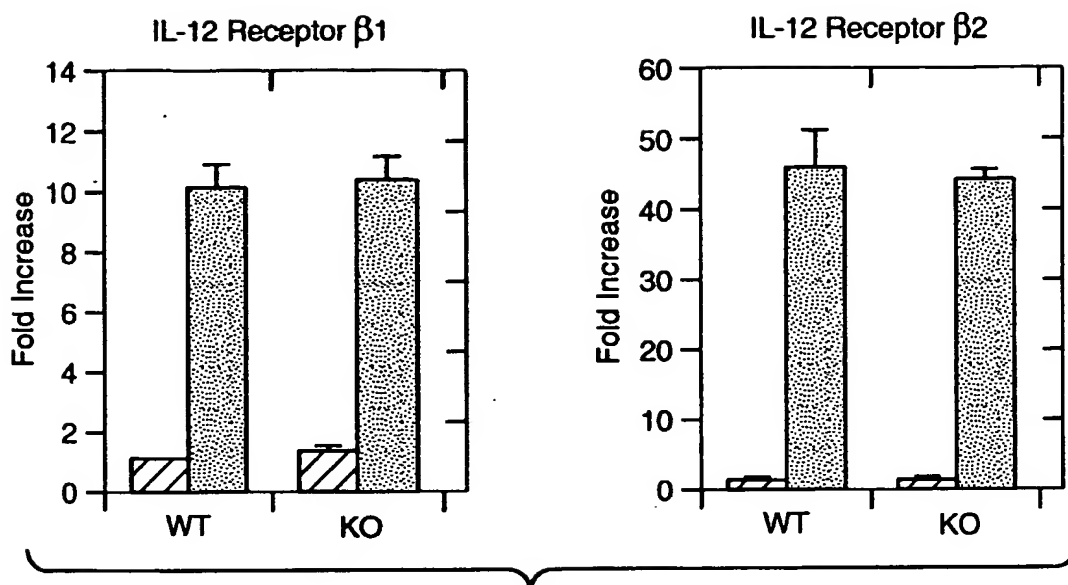 IL-12 Receptor β1
14
12
10
8
6
4
2
0
Fold Increase
WT
KO
IL-12 Receptor β2
60
50
40
30
20
10
0
Fold Increase
WT
KO